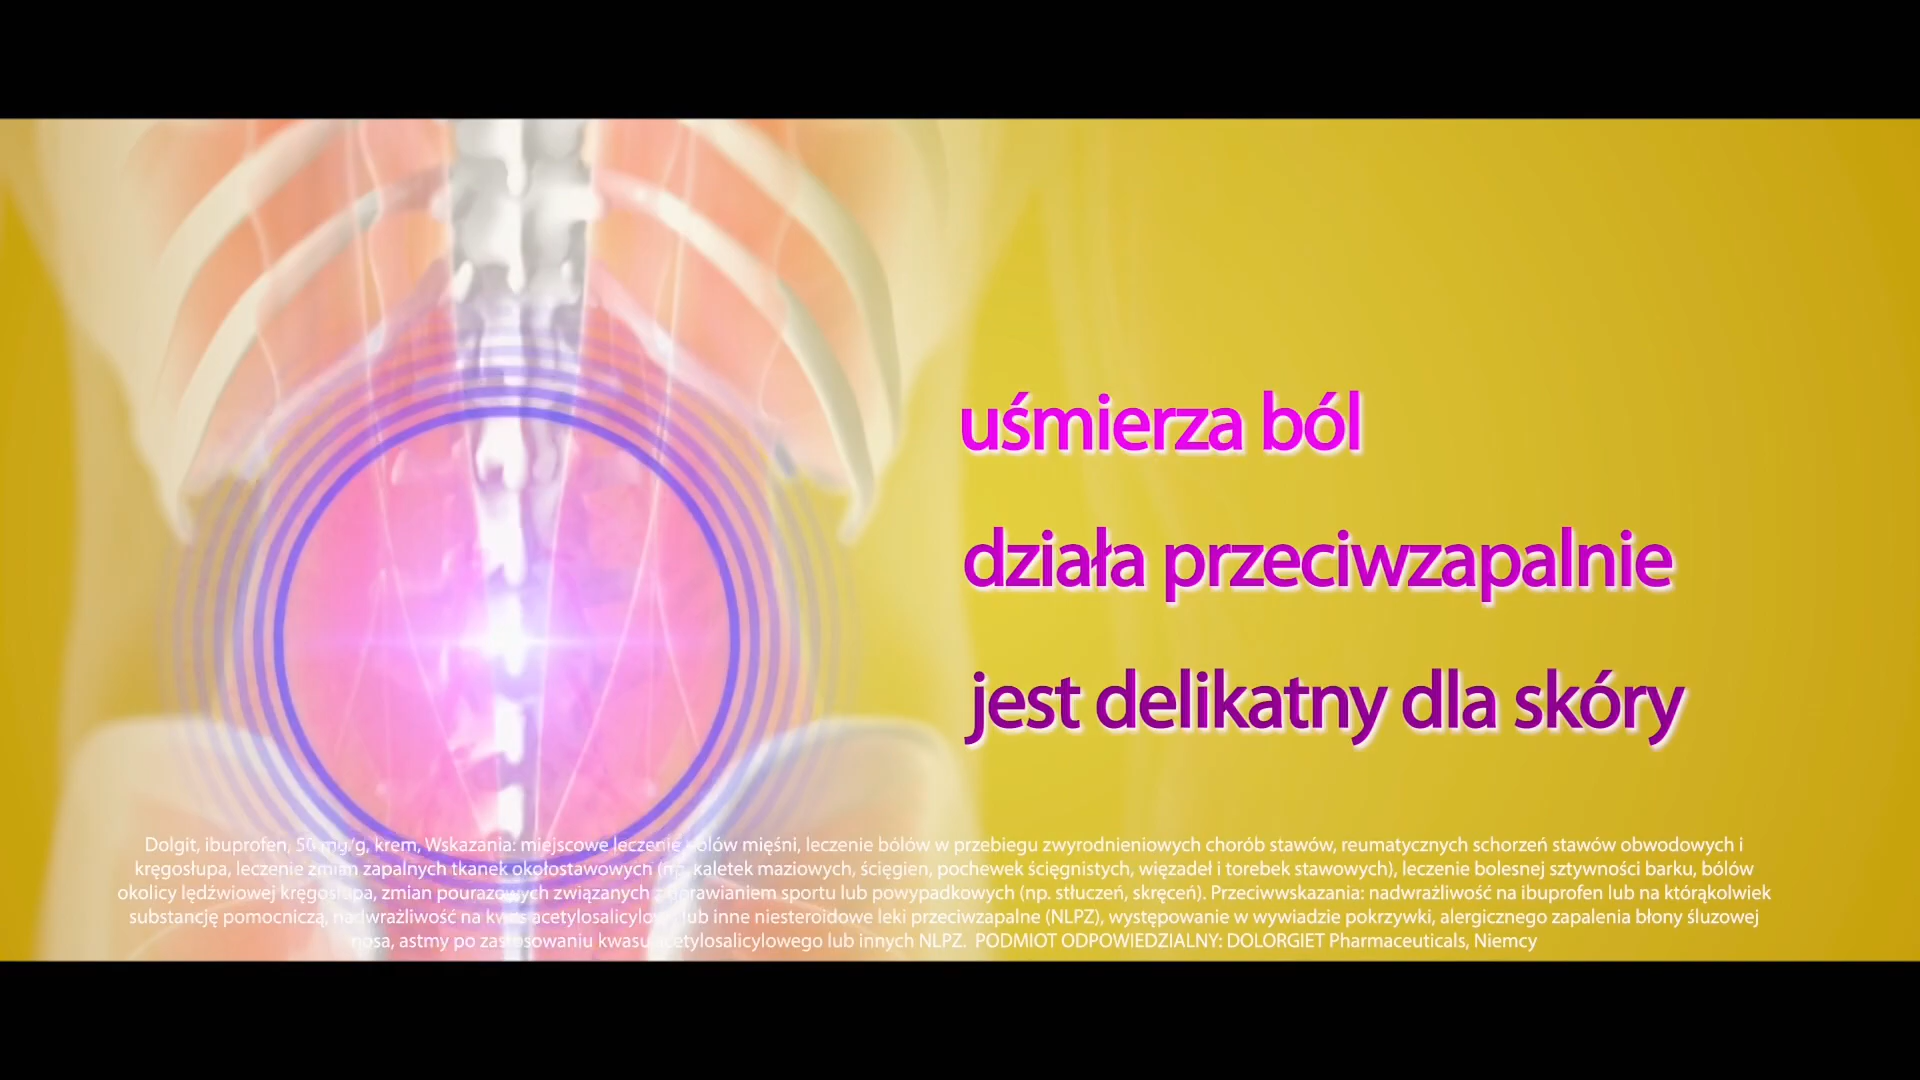 uśmierza ból
działa przeciwzapalnie
jest delikatny dla skóry
Dolgit, ibuprofen, 50 mg/g, krem, Wskazania: miejscowe leczenie bólów mięśni, leczenie bólów w przebiegu zwyrodnieniowych chorób stawów, reumatycznych schorzeń stawów obwodowych i
kręgosłupa, leczenie zmian zapalnych tkanek okołostawowych (np. kaletek maziowych, ścięgien, pochewek ścięgnistych, więzadeł i torebek stawowych), leczenie bolesnej sztywności barku, bólów
okolicy lędźwiowej kręgosłupa, zmian pourazowych związanych z uprawianiem sportu lub powypadkowych (np. stłuczeń, skręceń). Przeciwwskazania: nadwrażliwość na ibuprofen lub na którąkolwiek
substancję pomocniczą, nadwrażliwość na kwas acetylosalicylowy lub inne niesteroidowe leki przeciwzapalne (NLPZ), występowanie w wywiadzie pokrzywki, alergicznego zapalenia błony śluzowej
nosa, astmy po zastosowaniu kwasu acetylosalicylowego lub innych NLPZ. PODMIOT ODPOWIEDZIALNY: DOLORGIET Pharmaceuticals, Niemcy